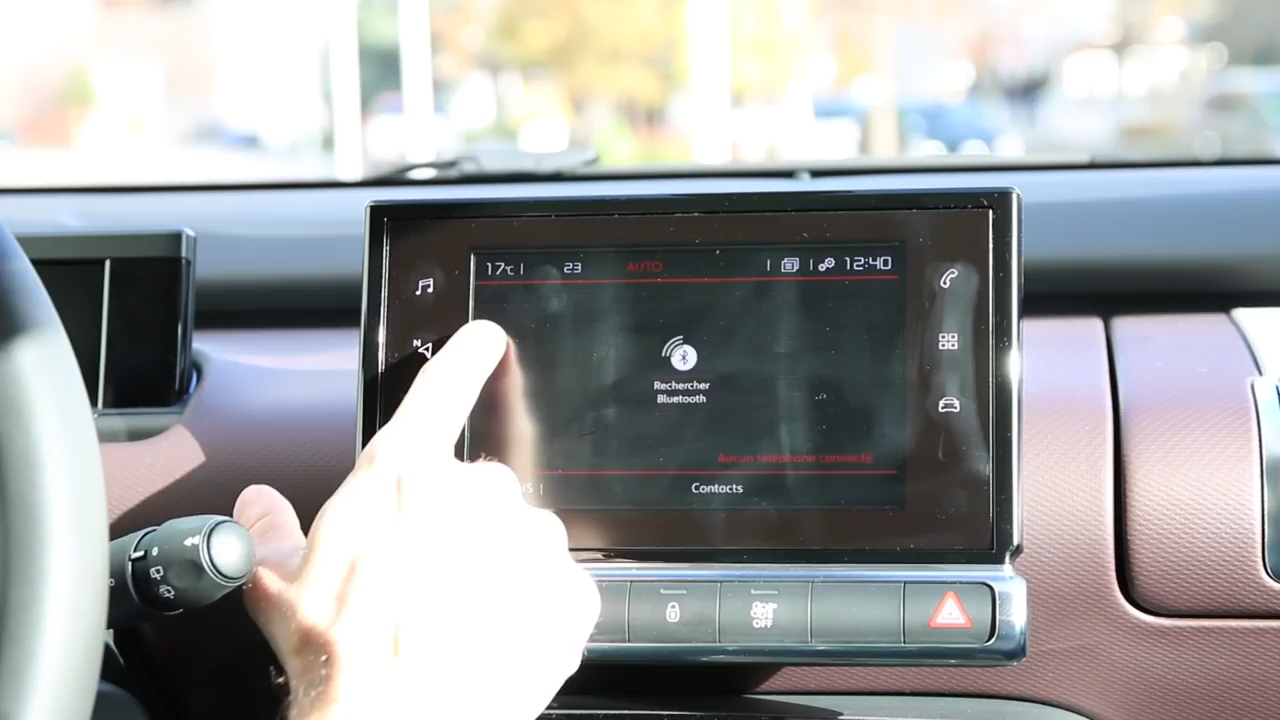 17°C
23
AUTO
12:40
N
Rechercher
Bluetooth
Aucun téléphone connecté
Contacts
OFF